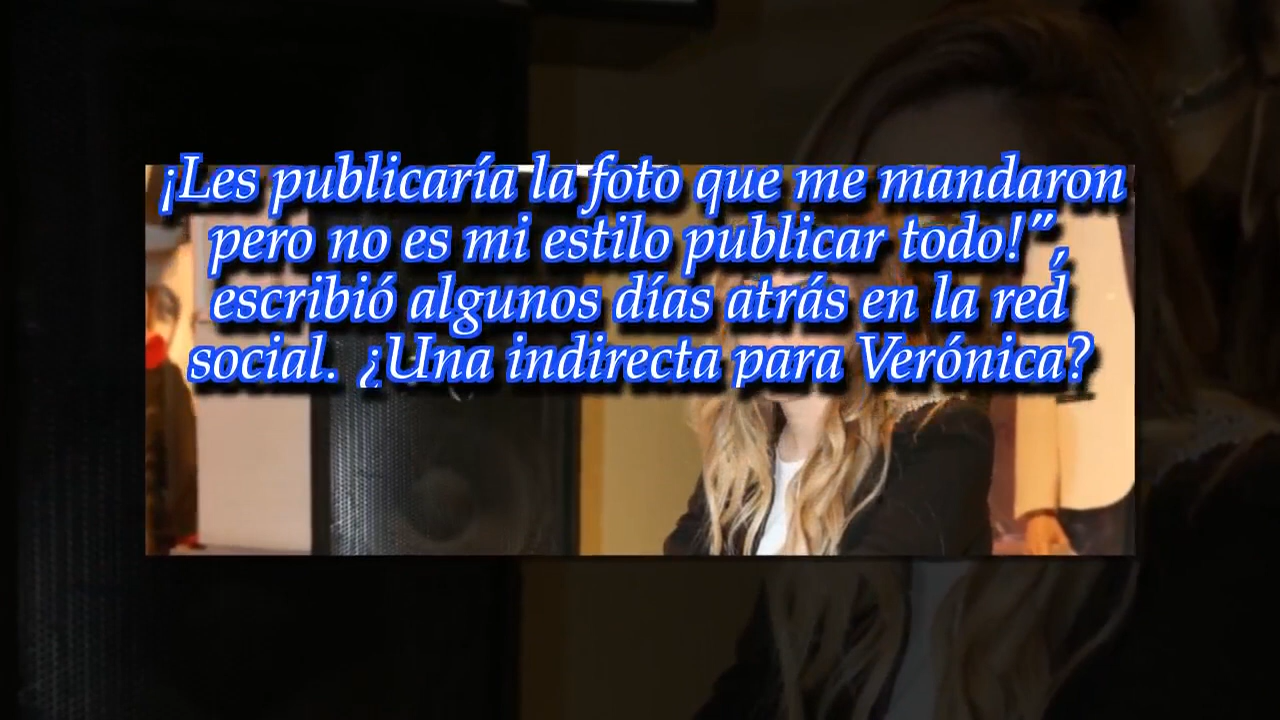 ¡Les publicaría la foto que me mandaron
pero no es mi estilo publicar todo!”,
escribió algunos días atrás en la red
social. ¿Una indirecta para Verónica?